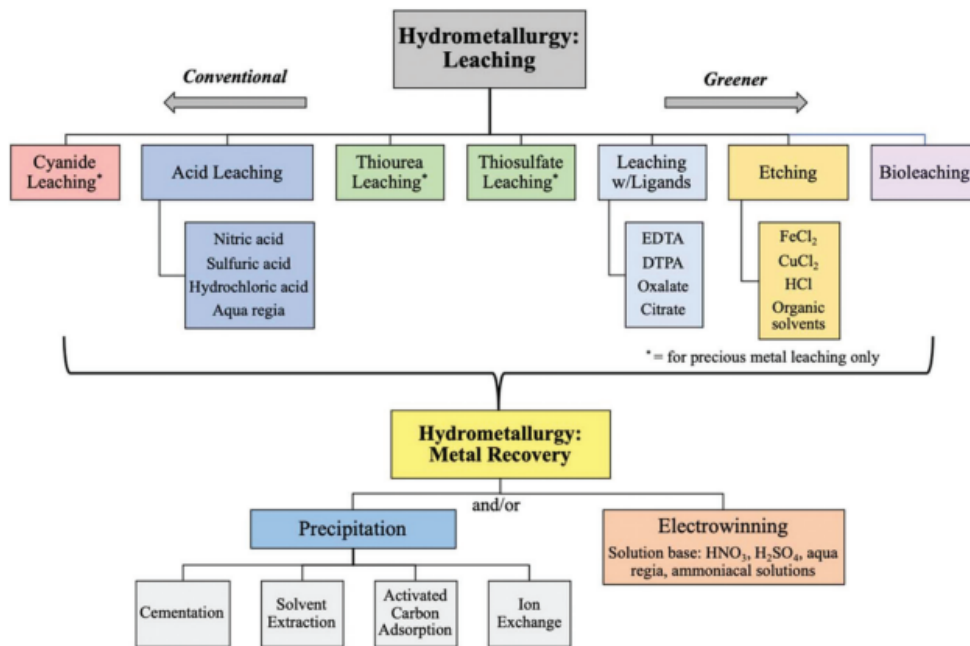 Hydrometallurgy:
Leaching
Conventional
Greener
Cyanide
Leaching*
Acid Leaching
Thiourea
Leaching*
Thiosulfate
Leaching*
Leaching
w/Ligands
Etching
Bioleaching
Nitric acid
Sulfuric acid
Hydrochloric acid
Aqua regia
EDTA
DTPA
Oxalate
Citrate
FeCl₂
CuCl₂
HCl
Organic
solvents
* = for precious metal leaching only
Hydrometallurgy:
Metal Recovery
and/or
Precipitation
Electrowinning
Solution base: HNO₃, H₂SO₄, aqua
regia, ammoniacal solutions
Cementation
Solvent
Extraction
Activated
Carbon
Adsorption
Ion
Exchange